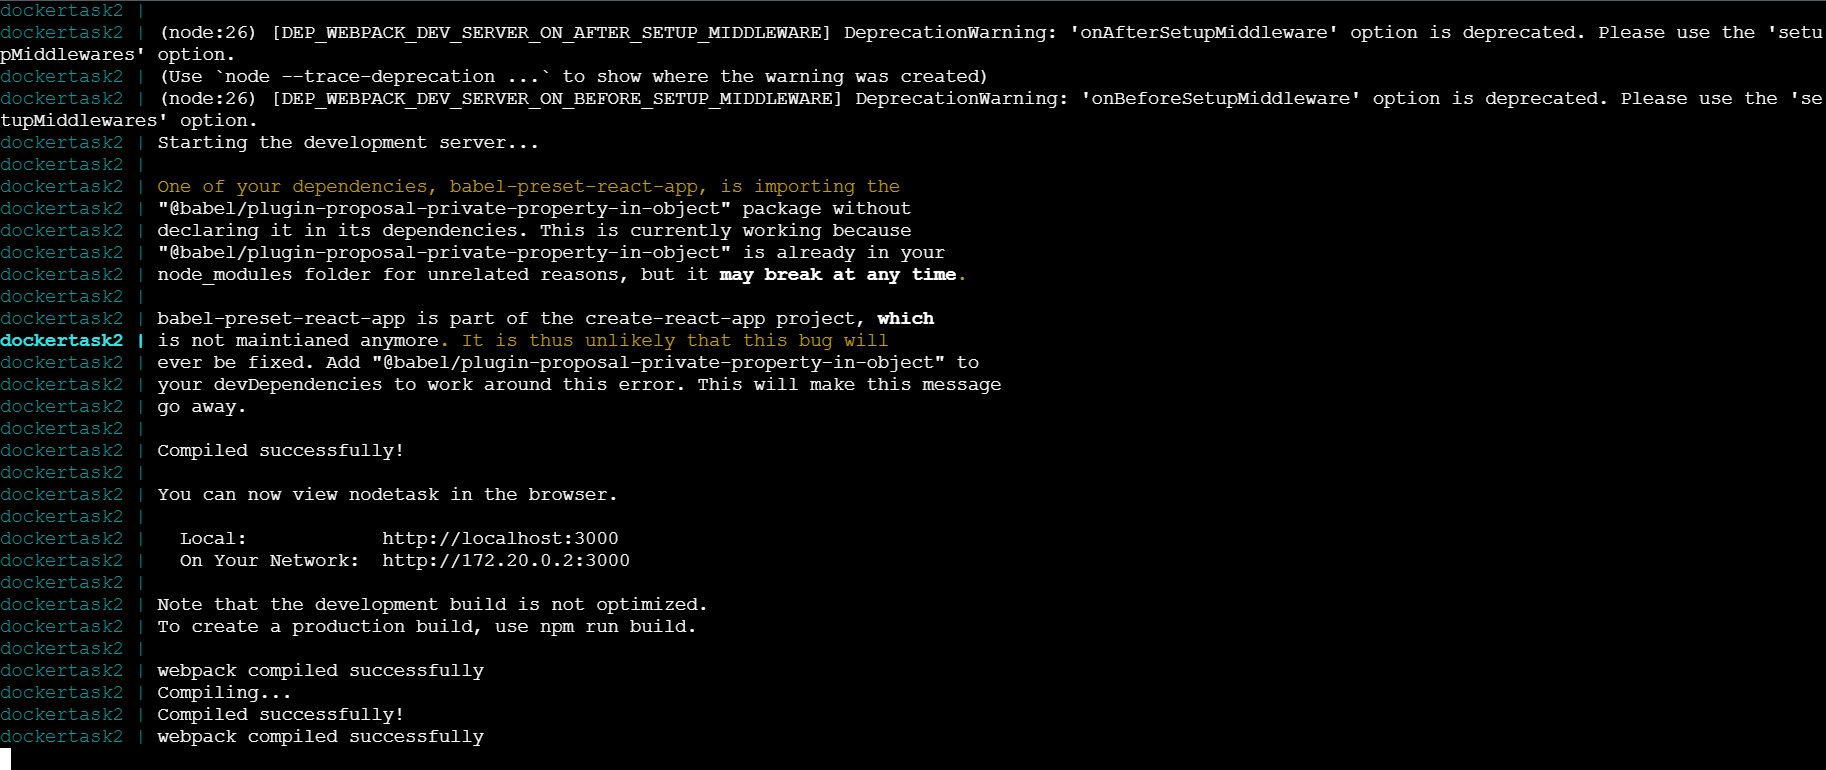 dockertask2 |
dockertask2 | (node:26) [DEP_WEBPACK_DEV_SERVER_ON_AFTER_SETUP_MIDDLEWARE] DeprecationWarning: 'onAfterSetupMiddleware' option is deprecated. Please use the 'setu
pMiddlewares' option.
dockertask2 | (Use `node --trace-deprecation ...` to show where the warning was created)
dockertask2 | (node:26) [DEP_WEBPACK_DEV_SERVER_ON_BEFORE_SETUP_MIDDLEWARE] DeprecationWarning: 'onBeforeSetupMiddleware' option is deprecated. Please use the 'se
tupMiddlewares' option.
dockertask2 | Starting the development server...
dockertask2 |
dockertask2 | One of your dependencies, babel-preset-react-app, is importing the
dockertask2 | "@babel/plugin-proposal-private-property-in-object" package without
dockertask2 | declaring it in its dependencies. This is currently working because
dockertask2 | "@babel/plugin-proposal-private-property-in-object" is already in your
dockertask2 | node_modules folder for unrelated reasons, but it may break at any time.
dockertask2 |
dockertask2 | babel-preset-react-app is part of the create-react-app project, which
dockertask2 | is not maintianed anymore. It is thus unlikely that this bug will
dockertask2 | ever be fixed. Add "@babel/plugin-proposal-private-property-in-object" to
dockertask2 | your devDependencies to work around this error. This will make this message
dockertask2 | go away.
dockertask2 |
dockertask2 | Compiled successfully!
dockertask2 |
dockertask2 | You can now view nodetask in the browser.
dockertask2 |
dockertask2 |   Local:            http://localhost:3000
dockertask2 |   On Your Network:  http://172.20.0.2:3000
dockertask2 |
dockertask2 | Note that the development build is not optimized.
dockertask2 | To create a production build, use npm run build.
dockertask2 |
dockertask2 | webpack compiled successfully
dockertask2 | Compiling...
dockertask2 | Compiled successfully!
dockertask2 | webpack compiled successfully